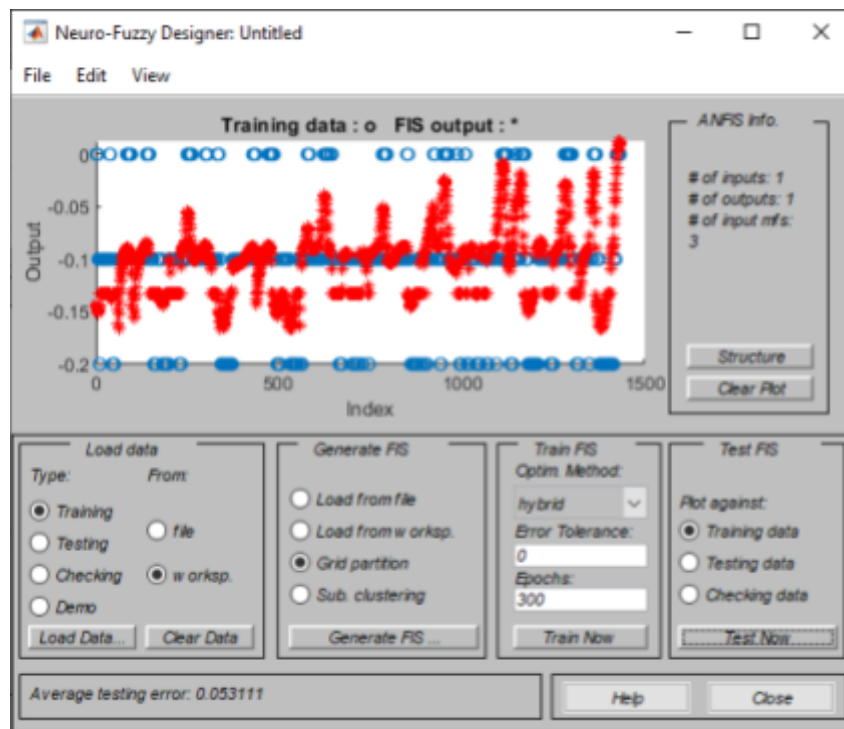 Neuro-Fuzzy Designer: Untitled
File Edit View
Training data : o FIS output : *
0
-0.05
-0.1
-0.15
-0.2
Output
0 500 1000 1500
Index
ANFIS Info.
# of inputs: 1
# of outputs: 1
# of input mfs:
3
Structure
Clear Plot
Load data
Type: From:
Training
Testing
Checking
Demo
file
worksp.
Load Data... Clear Data
Generate FIS
Load from file
Load from worksp.
Grid partition
Sub. clustering
Generate FIS ...
Train FIS
Optim. Method:
hybrid
Error Tolerance:
0
Epochs:
300
Train Now
Test FIS
Plot against:
Training data
Testing data
Checking data
Test Now
Average testing error: 0.053111
Help Close